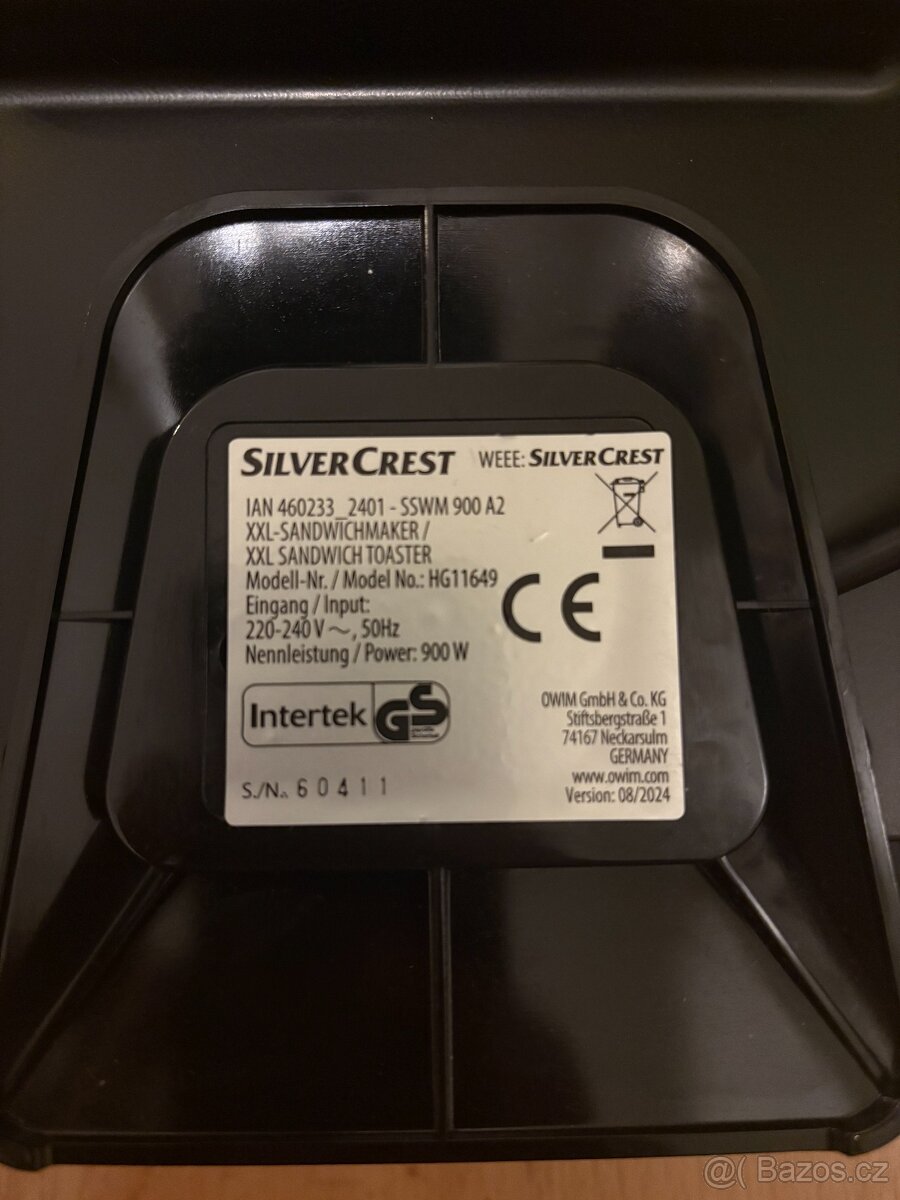 SILVERCREST WEEE: SILVERCREST
IAN 460233_2401 - SSWM 900 A2
XXL-SANDWICHMAKER /
XXL SANDWICH TOASTER
Modell-Nr. / Model No.: HG11649
Eingang / Input:
220-240 V ~, 50Hz
Nennleistung / Power: 900 W
CE
Intertek GS
OWIM GmbH & Co. KG
Stiftsbergstraße 1
74167 Neckarsulm
GERMANY
www.owim.com
Version: 08/2024
S./N.: 60411
@( Bazos.cz